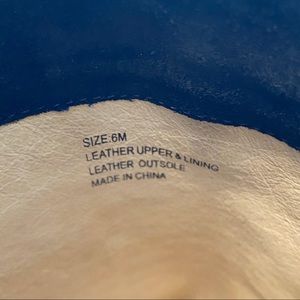 SIZE:6M
LEATHER UPPER & LINING
LEATHER OUTSOLE
MADE IN CHINA